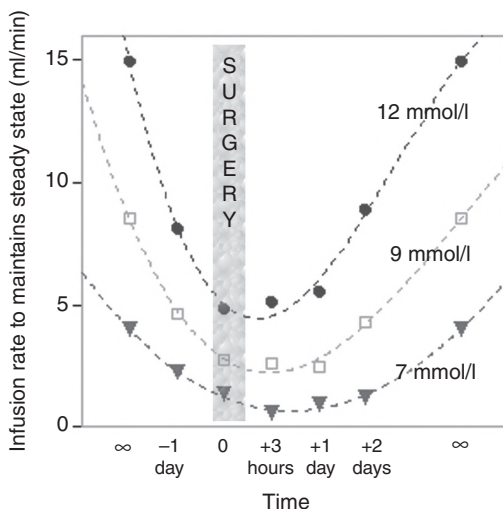 Infusion rate to maintains steady state (ml/min)
15
10
5
0
SURGERY
12 mmol/l
9 mmol/l
7 mmol/l
∞
−1
day
0
+3
hours
+1
day
+2
days
∞
Time